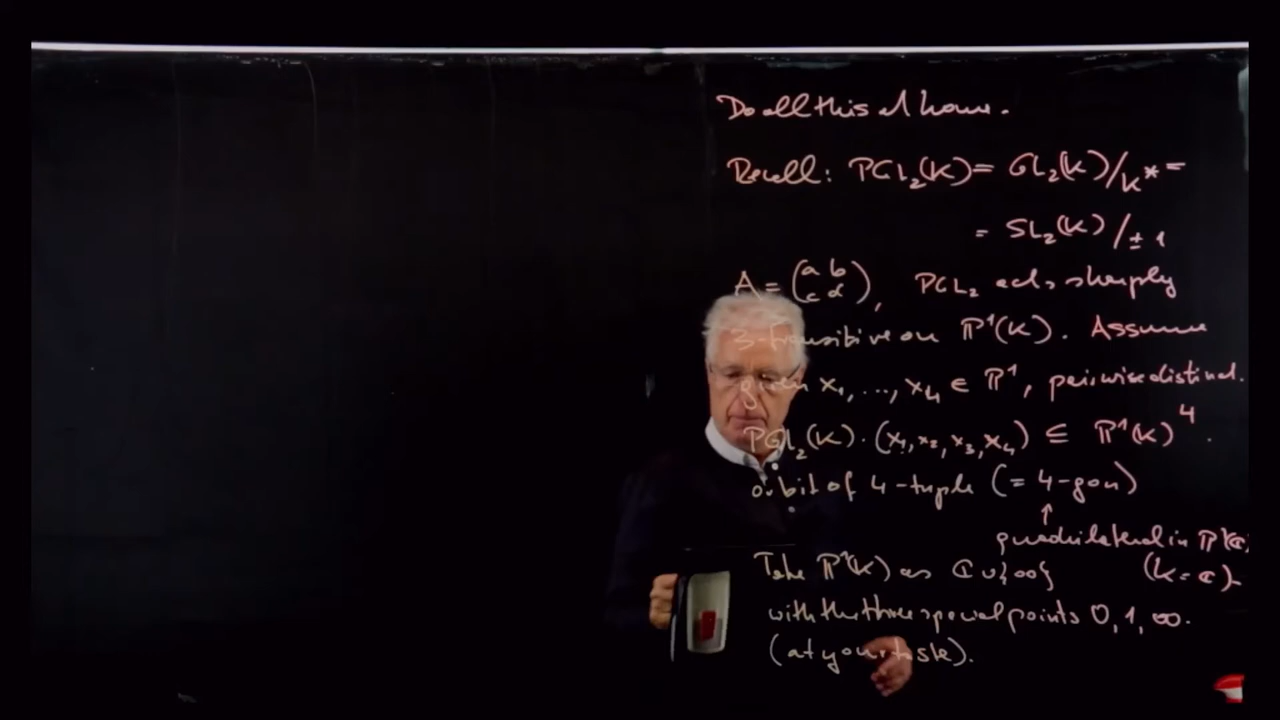 Do all this at home.
Recall: PGL₂(K) = GL₂(K)/K* =
= SL₂(K)/±1
A = (a b
c d), PGL₂ acts sharply
3-transitive on ℙ¹(K). Assume
given x₁, ..., x₄ ∈ ℙ¹, pairwise distinct.
PGL₂(K)·(x₁, x₂, x₃, x₄) ⊆ ℙ¹(K)⁴.
orbit of 4-tuple (= 4-gon)
↑
quadrilateral in ℙ¹(ℂ)
Take ℙ¹(K) as ℂ ∪ {∞} (K = ℂ).
with the three special points 0, 1, ∞.
(at your risk).